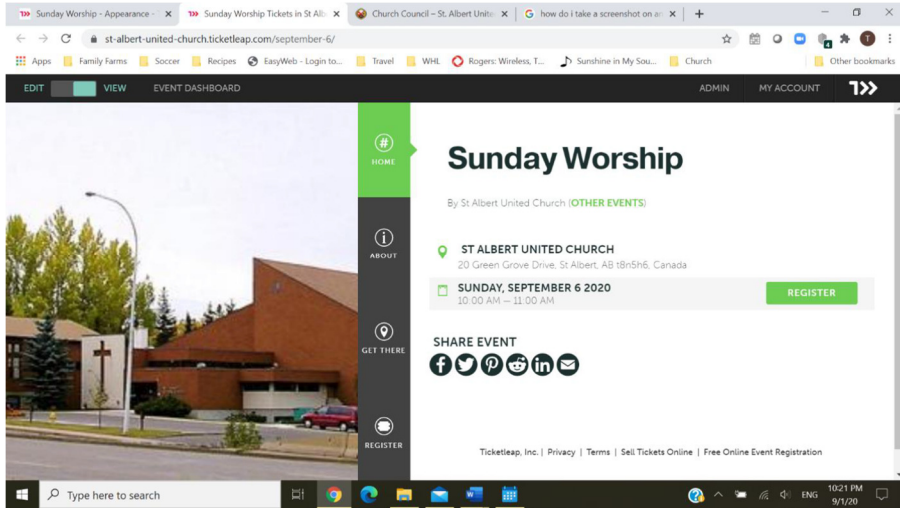 Sunday Worship - Appearance -
Sunday Worship Tickets in St Alb
Church Council – St. Albert Unite
how do i take a screenshot on an
st-albert-united-church.ticketleap.com/september-6/
Apps
Family Farms
Soccer
Recipes
EasyWeb - Login to...
Travel
WHL
Rogers: Wireless, T...
Sunshine in My Sou...
Church
Other bookmarks
EDIT
VIEW
EVENT DASHBOARD
ADMIN
MY ACCOUNT
HOME
ABOUT
GET THERE
REGISTER
Sunday Worship
By St Albert United Church (OTHER EVENTS)
ST ALBERT UNITED CHURCH
20 Green Grove Drive, St Albert, AB t8n5h6, Canada
SUNDAY, SEPTEMBER 6 2020
10:00 AM — 11:00 AM
REGISTER
SHARE EVENT
Ticketleap, Inc. | Privacy | Terms | Sell Tickets Online | Free Online Event Registration
Type here to search
ENG
10:21 PM
9/1/20